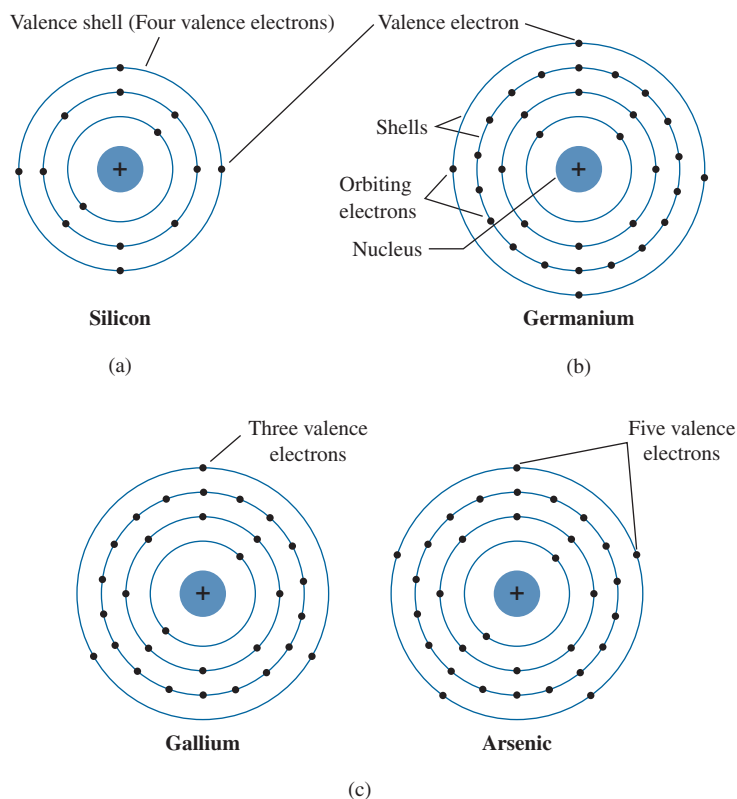 Valence shell (Four valence electrons)
Valence electron
+
Silicon
(a)
Shells
Orbiting
electrons
Nucleus
+
Germanium
(b)
Three valence
electrons
+
Gallium
Five valence
electrons
+
Arsenic
(c)